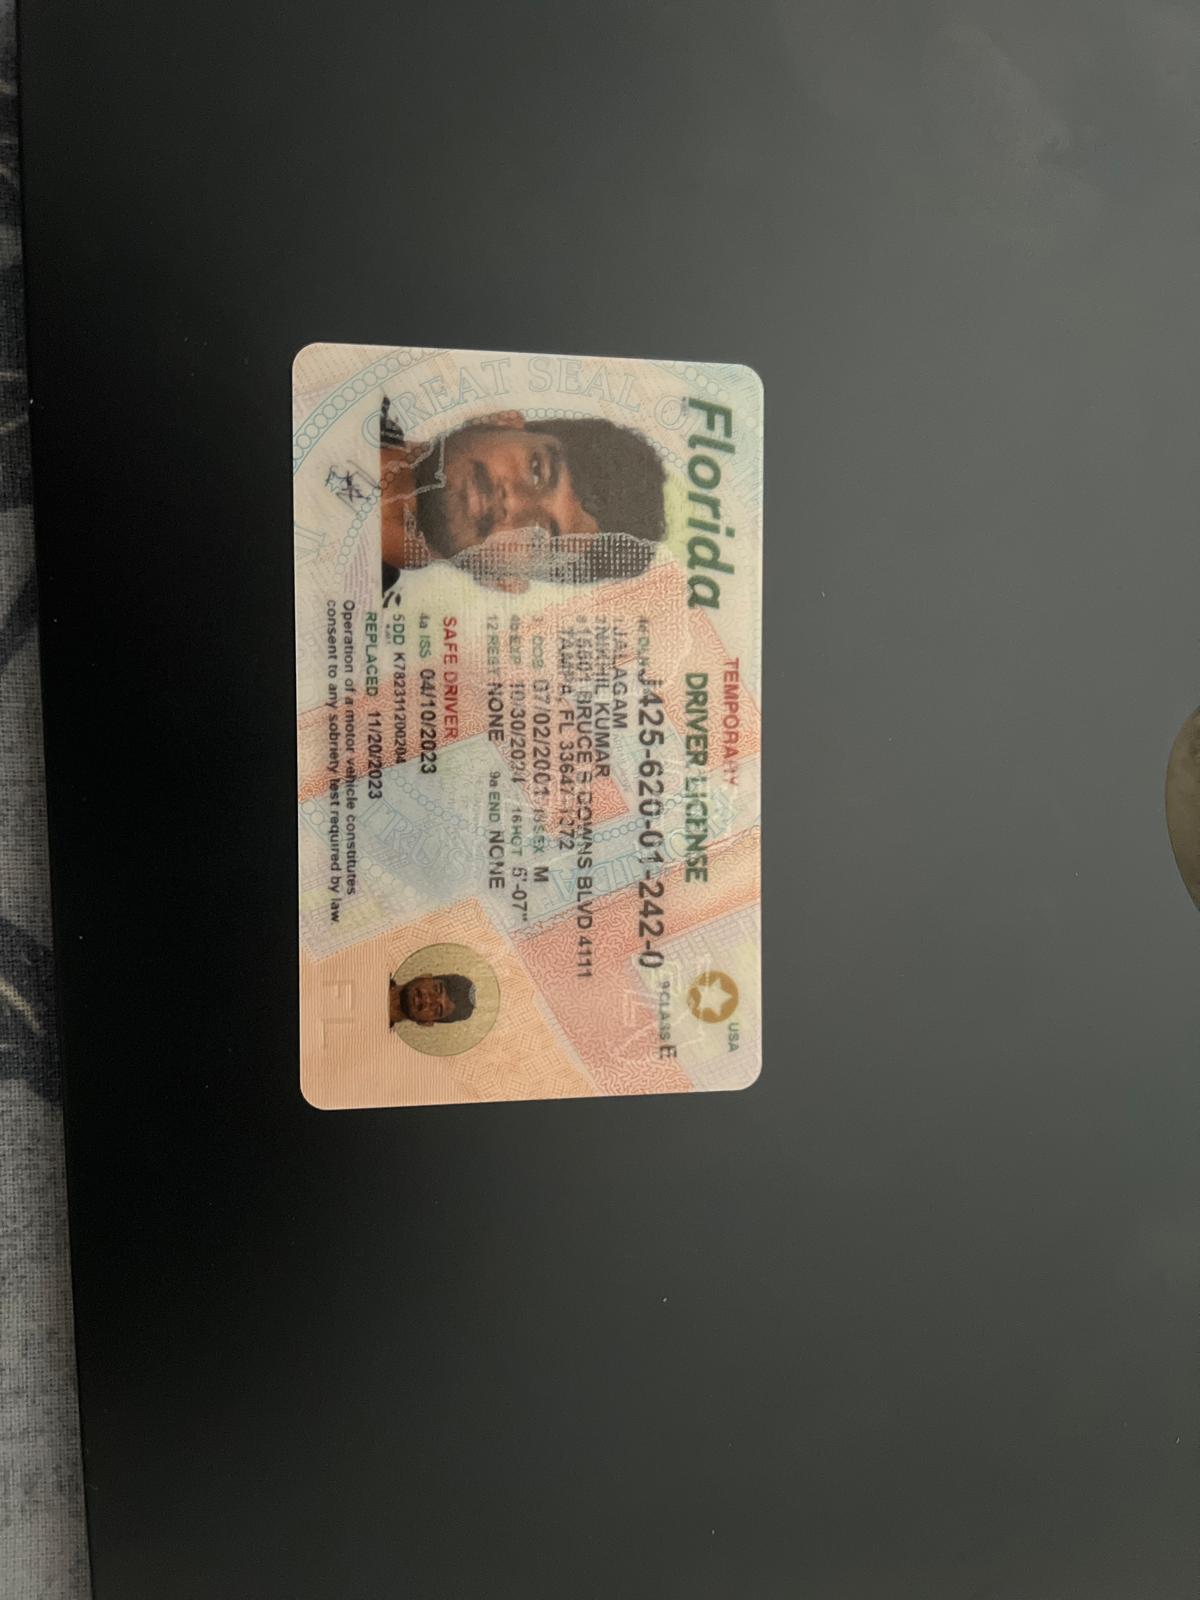 TEMPORARY
Florida DRIVER LICENSE USA
4d DLN J425-620-01-242-0 9 CLASS E
1 JALAGAM
2 NIKHIL KUMAR
8 15501 BRUCE B DOWNS BLVD 4111
TAMPA, FL 33647-1272
3 DOB 07/02/2001 15 SEX M
4b EXP 10/30/2024 16 HGT 5'-07"
12 REST NONE 9a END NONE
SAFE DRIVER
4a ISS 04/10/2023
5 DD K782311200204
REPLACED 11/20/2023
Operation of a motor vehicle constitutes
consent to any sobriety test required by law.
GREAT SEAL O
FL